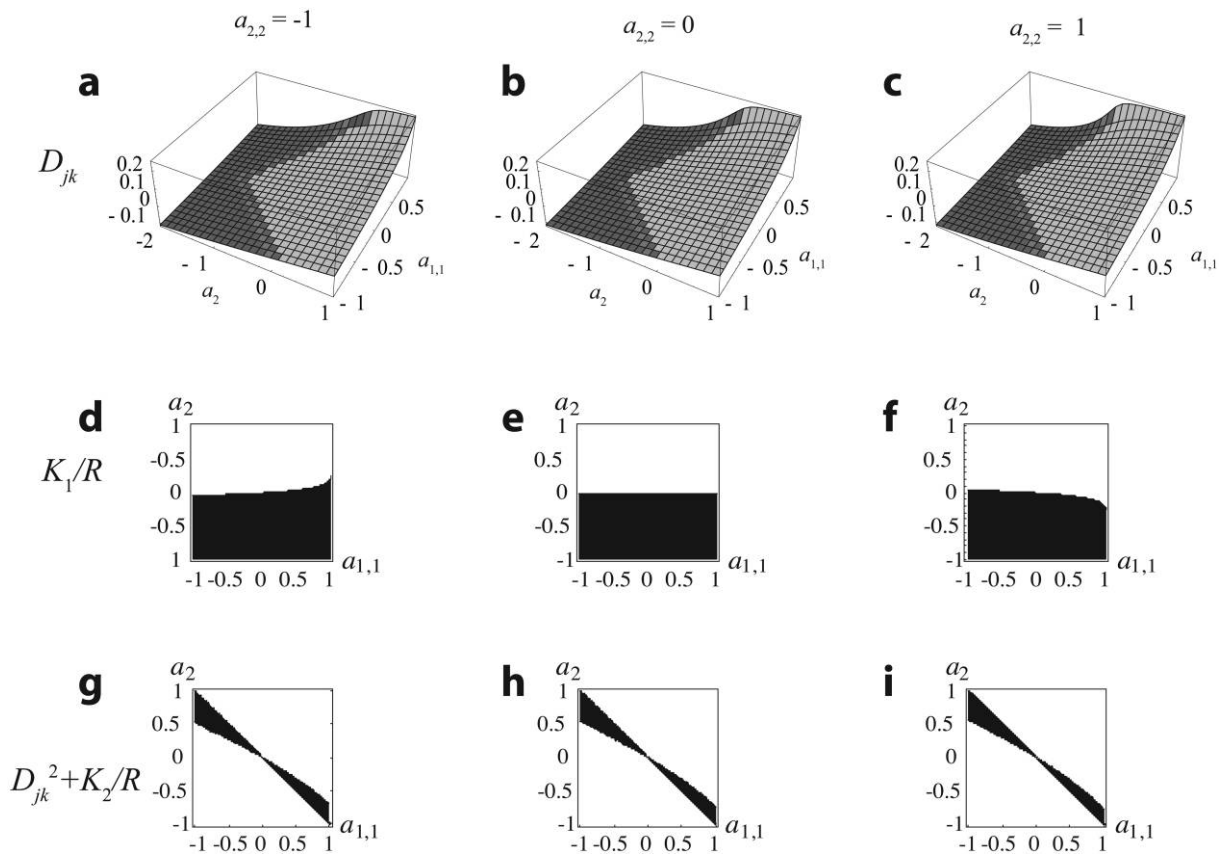 a2,2 = -1 a2,2 = 0 a2,2 = 1
a b c
Djk
0.2 0.2 0.2
0.1 0.1 0.1
0 0 0
- 0.1 - 0.1 - 0.1
-2 -2 -2
- 1 - 1 - 1
0 0 0
1 1 1
a2 a2 a2
0.5 0.5 0.5
0 0 0
- 0.5 - 0.5 - 0.5
- 1 - 1 - 1
a1,1 a1,1 a1,1
d e f
a2 a2 a2
K1/R
1 1 1
-0.5 0.5 0.5
0 0 0
-0.5 -0.5 -0.5
1 -1 -1
-1 -0.5 0 0.5 1 -1 -0.5 0 0.5 1 -1 -0.5 0 0.5 1
a1,1 a1,1 a1,1
g h i
a2 a2 a2
Djk2+K2/R
1 1 1
0.5 0.5 0.5
0 0 0
-0.5 -0.5 -0.5
-1 -1 -1
-1 -0.5 0 0.5 1 -1 -0.5 0 0.5 1 -1 -0.5 0 0.5 1
a1,1 a1,1 a1,1